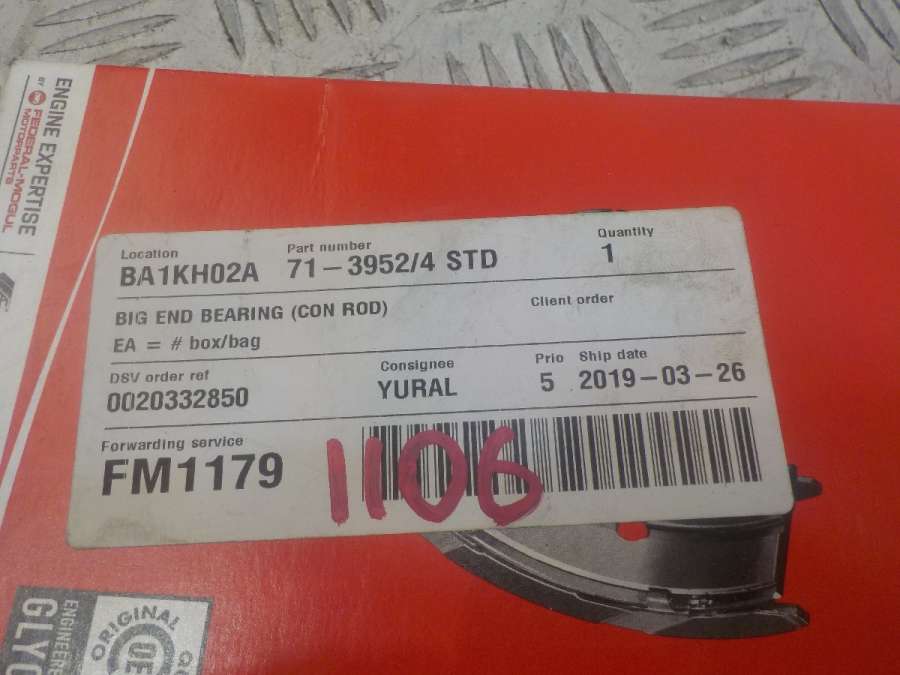 ENGINE EXPERTISE
BY FEDERAL-MOGUL
MOTORPARTS
Location Part number Quantity
BA1KH02A 71-3952/4 STD 1
BIG END BEARING (CON ROD) Client order
EA = # box/bag
DSV order ref Consignee Prio Ship date
0020332850 YURAL 5 2019-03-26
Forwarding service
FM1179 1106
ENGINEERE
GLYC
ORIGINAL
OE